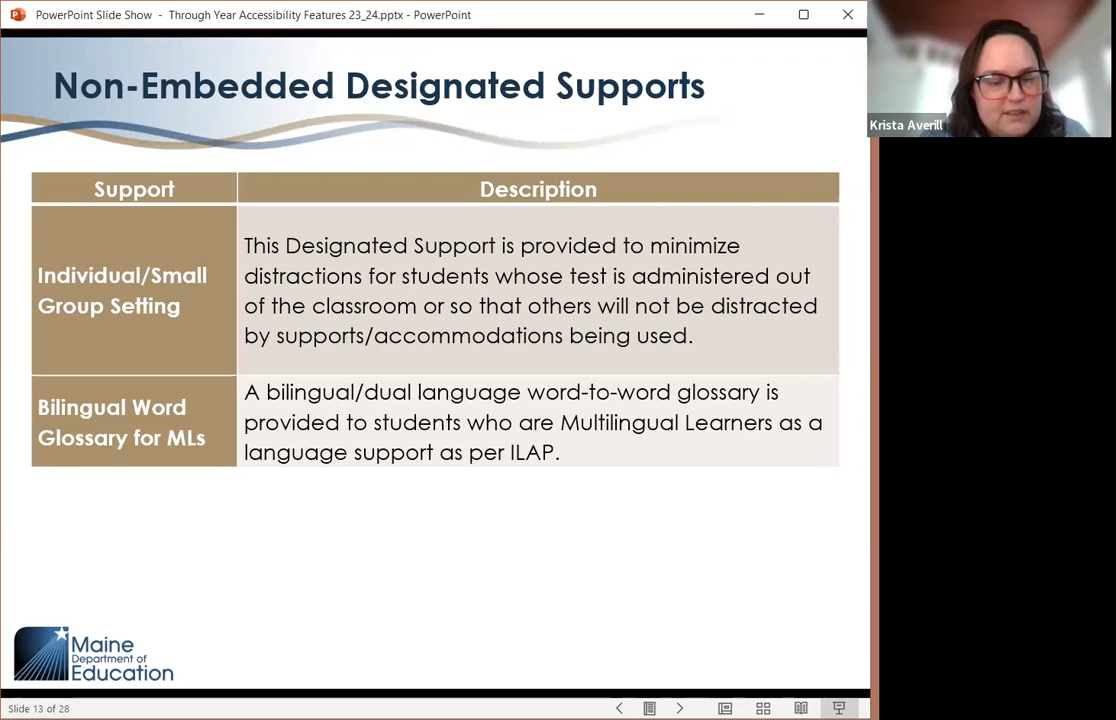 PowerPoint Slide Show - Through Year Accessibility Features 23_24.pptx - PowerPoint
Krista Averill
Non-Embedded Designated Supports
Support
Description
Individual/Small
Group Setting
This Designated Support is provided to minimize
distractions for students whose test is administered out
of the classroom or so that others will not be distracted
by supports/accommodations being used.
Bilingual Word
Glossary for MLs
A bilingual/dual language word-to-word glossary is
provided to students who are Multilingual Learners as a
language support as per ILAP.
Maine
Department of
Education
Slide 13 of 28